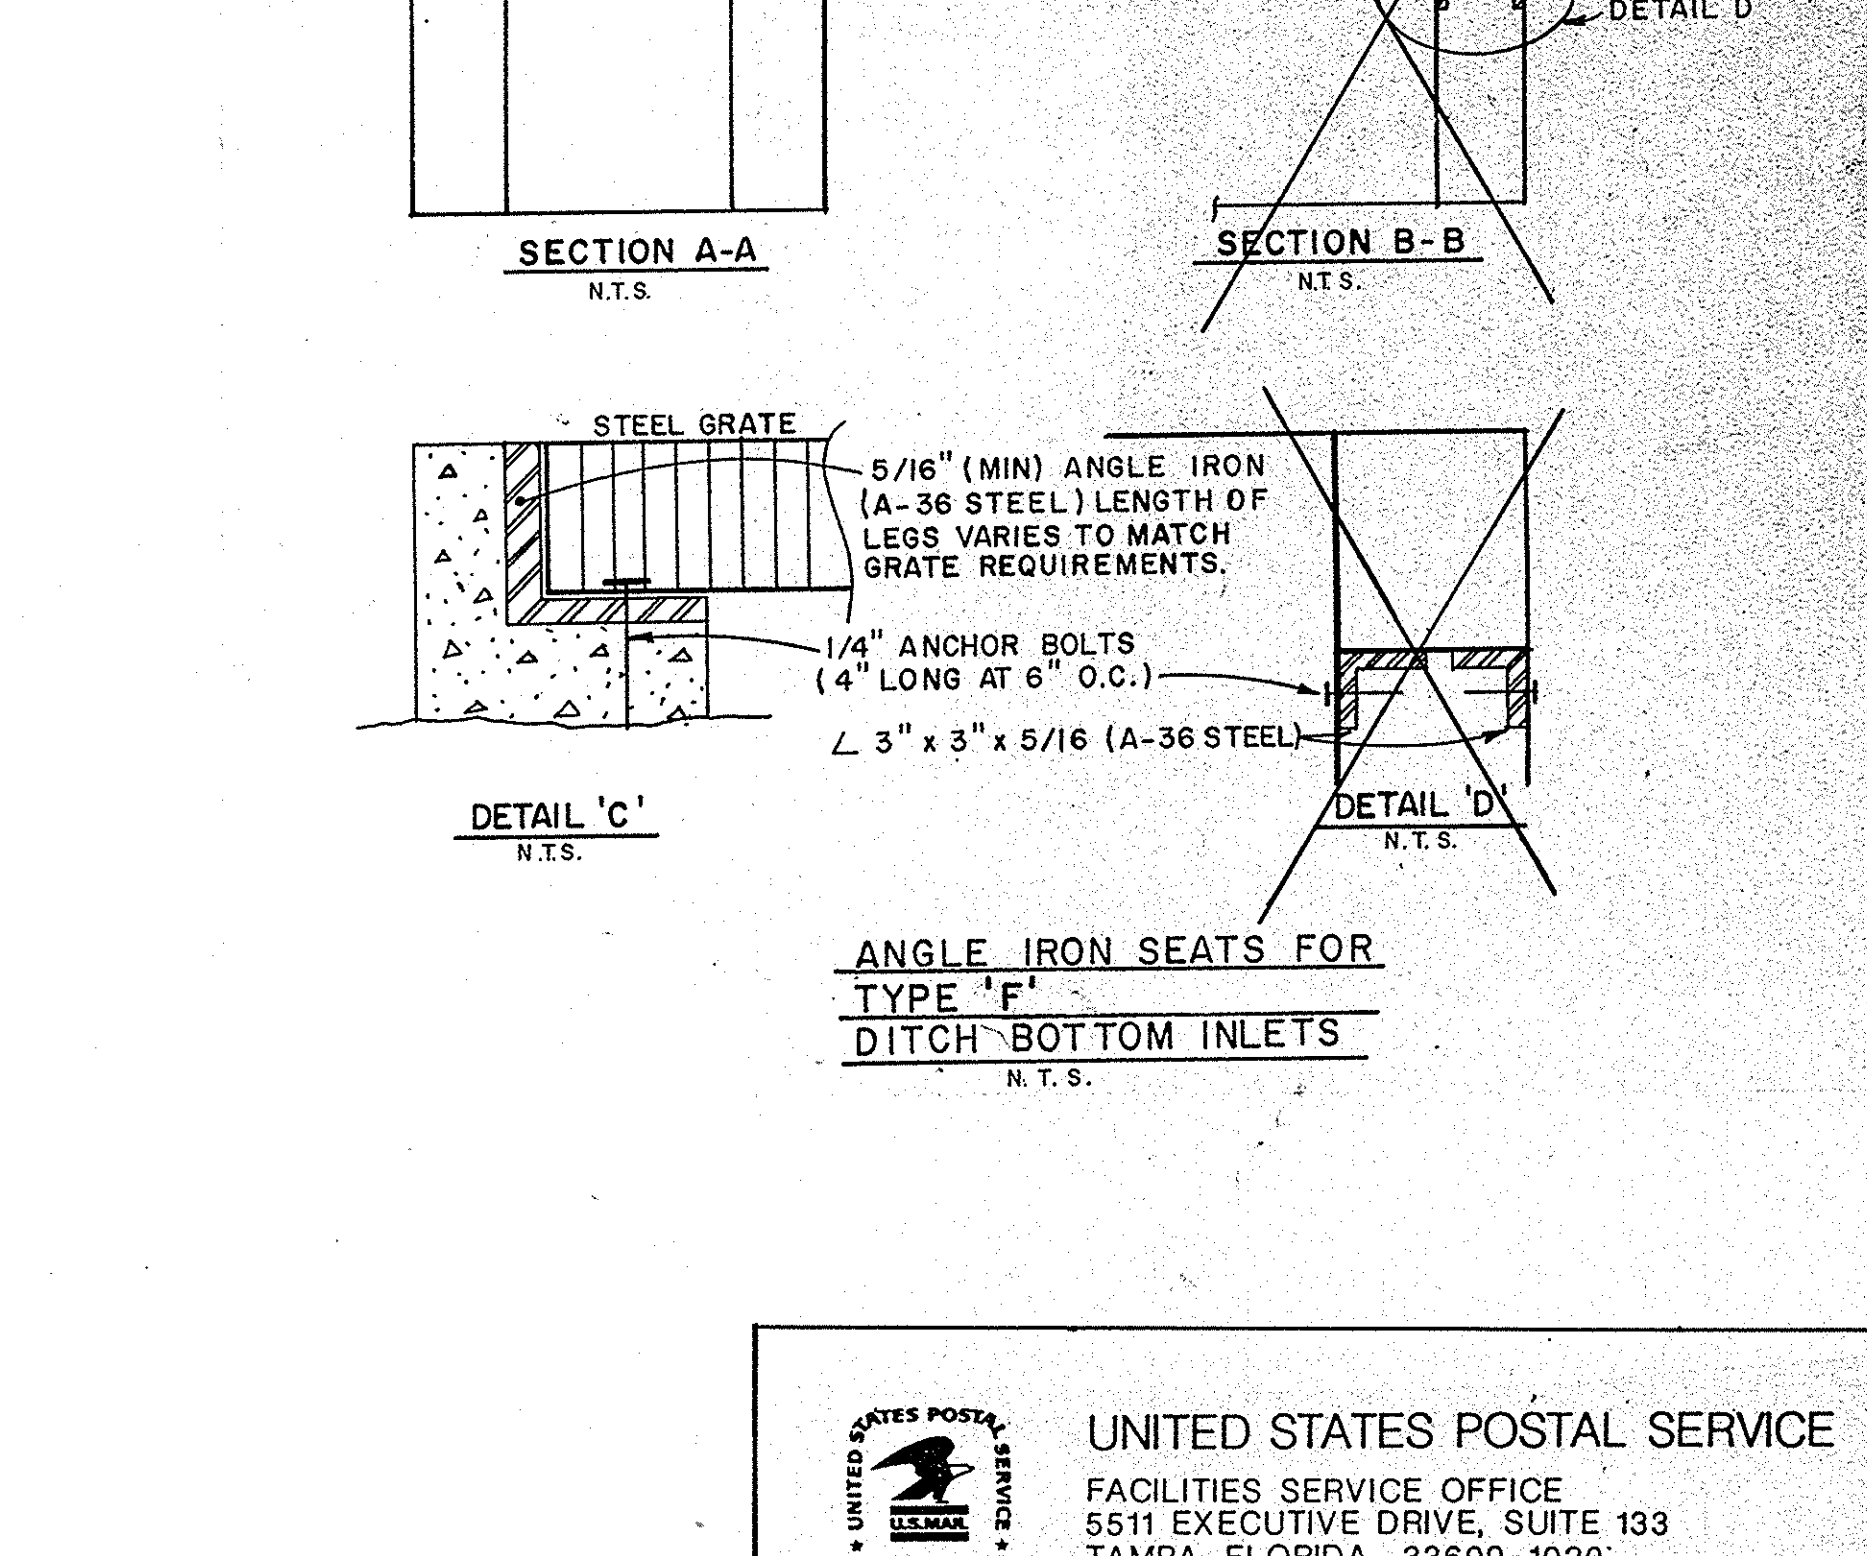 DETAIL D
SECTION A-A
N.T.S.
SECTION B-B
N.T.S.
STEEL GRATE
5/16" (MIN) ANGLE IRON
(A-36 STEEL) LENGTH OF
LEGS VARIES TO MATCH
GRATE REQUIREMENTS.
1/4" ANCHOR BOLTS
(4" LONG AT 6" O.C.)
∠ 3" x 3" x 5/16 (A-36 STEEL)
DETAIL 'C'
N.T.S.
DETAIL 'D'
N.T.S.
ANGLE IRON SEATS FOR
TYPE 'F'
DITCH BOTTOM INLETS
N.T.S.
★ UNITED STATES POSTAL SERVICE ★
U.S.MAIL
UNITED STATES POSTAL SERVICE
FACILITIES SERVICE OFFICE
5511 EXECUTIVE DRIVE, SUITE 133
TAMPA, FLORIDA